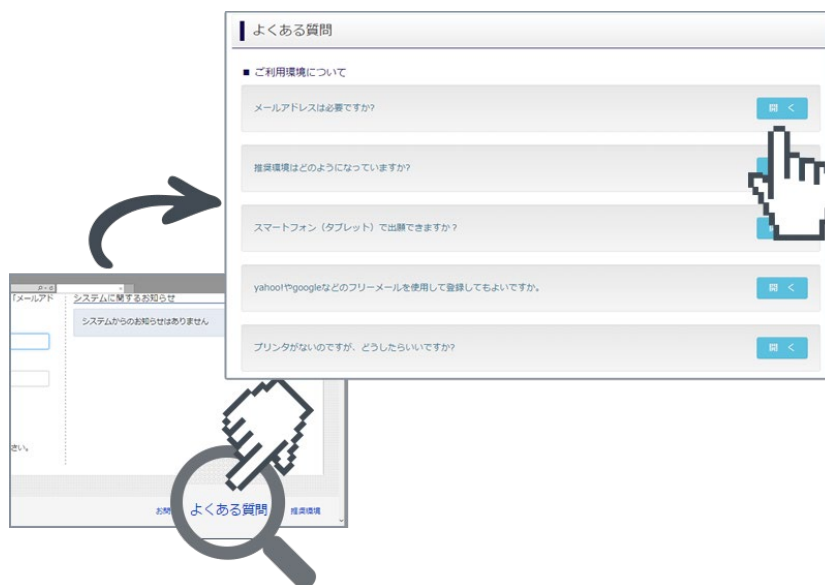 よくある質問
■ ご利用環境について
メールアドレスは必要ですか?
開 く
推奨環境はどのようになっていますか?
スマートフォン（タブレット）で出願できますか？
yahoo!やgoogleなどのフリーメールを使用して登録してもよいですか。
開 く
プリンタがないのですが、どうしたらいいですか?
開 く
「メールアド
システムに関するお知らせ
システムからのお知らせはありません
さい。
お問
よくある質問
推奨環境